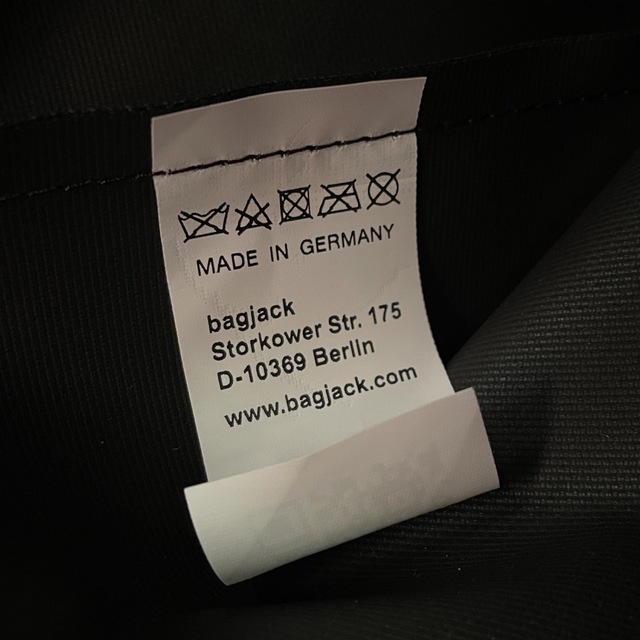 MADE IN GERMANY
bagjack
Storkower Str. 175
D-10369 Berlin
www.bagjack.com